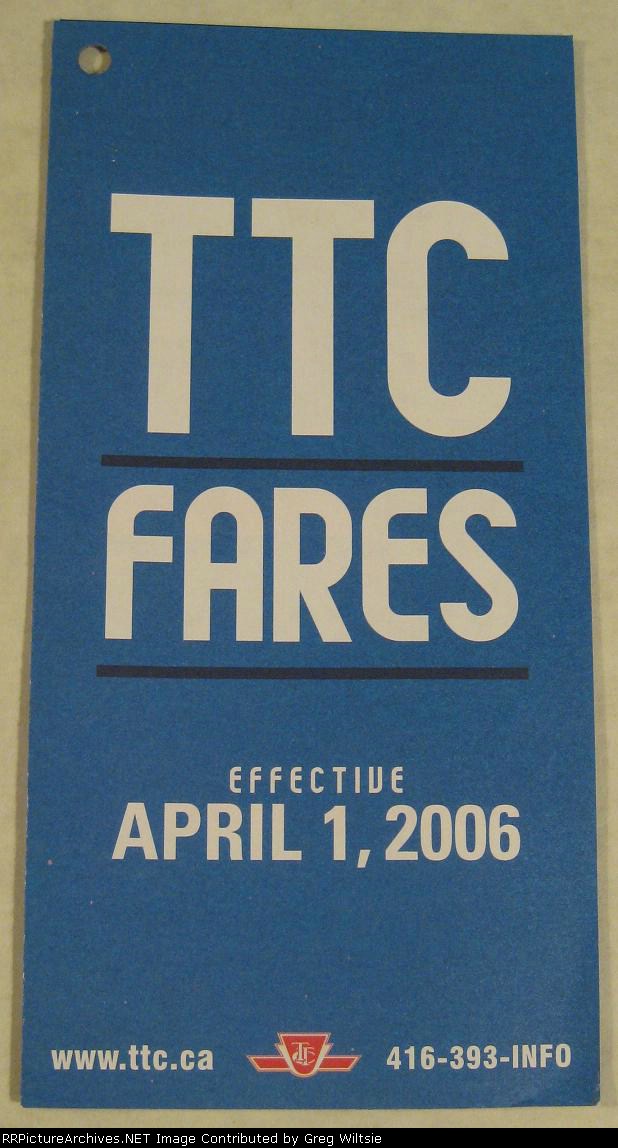 TTC
FARES
EFFECTIVE
APRIL 1, 2006
www.ttc.ca
TTC
416-393-INFO
RRPictureArchives.NET Image Contributed by Greg Wiltsie